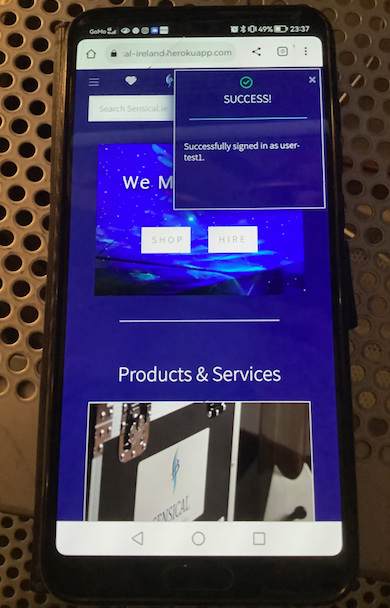 GoMo
49%
23:37
al-ireland.herokuapp.com
Search Sensical.ie
SUCCESS!
Successfully signed in as user-
test1.
We M
SHOP
HIRE
Products & Services
SENSICAL